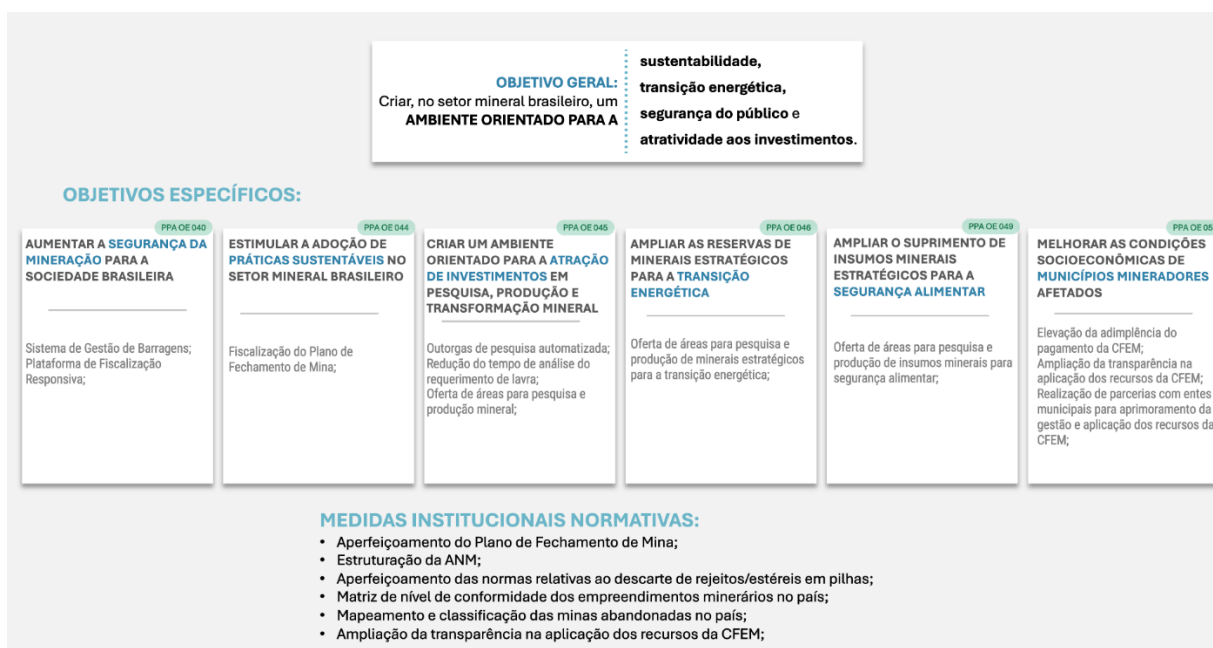 OBJETIVO GERAL:
Criar, no setor mineral brasileiro, um
AMBIENTE ORIENTADO PARA A
sustentabilidade,
transição energética,
segurança do público e
atratividade aos investimentos.
OBJETIVOS ESPECÍFICOS:
PPA OE 040
AUMENTAR A SEGURANÇA DA
MINERAÇÃO PARA A
SOCIEDADE BRASILEIRA
Sistema de Gestão de Barragens;
Plataforma de Fiscalização
Responsiva;
PPA OE 044
ESTIMULAR A ADOÇÃO DE
PRÁTICAS SUSTENTÁVEIS NO
SETOR MINERAL BRASILEIRO
Fiscalização do Plano de
Fechamento de Mina;
PPA OE 045
CRIAR UM AMBIENTE
ORIENTADO PARA A ATRAÇÃO
DE INVESTIMENTOS EM
PESQUISA, PRODUÇÃO E
TRANSFORMAÇÃO MINERAL
Outorgas de pesquisa automatizada;
Redução do tempo de análise do
requerimento de lavra;
Oferta de áreas para pesquisa e
produção mineral;
PPA OE 046
AMPLIAR AS RESERVAS DE
MINERAIS ESTRATÉGICOS
PARA A TRANSIÇÃO
ENERGÉTICA
Oferta de áreas para pesquisa e
produção de minerais estratégicos
para a transição energética;
PPA OE 049
AMPLIAR O SUPRIMENTO DE
INSUMOS MINERAIS
ESTRATÉGICOS PARA A
SEGURANÇA ALIMENTAR
Oferta de áreas para pesquisa e
produção de insumos minerais para
segurança alimentar;
PPA OE
MELHORAR AS CONDIÇÕES
SOCIOECONÔMICAS DE
MUNICÍPIOS MINERADORES
AFETADOS
Elevação da adimplência do
pagamento da CFEM;
Ampliação da transparência na
aplicação dos recursos da CFEM;
Realização de parcerias com entes
municipais para aprimoramento da
gestão e aplicação dos recursos da
CFEM;
MEDIDAS INSTITUCIONAIS NORMATIVAS:
• Aperfeiçoamento do Plano de Fechamento de Mina;
• Estruturação da ANM;
• Aperfeiçoamento das normas relativas ao descarte de rejeitos/estéreis em pilhas;
• Matriz de nível de conformidade dos empreendimentos minerários no país;
• Mapeamento e classificação das minas abandonadas no país;
• Ampliação da transparência na aplicação dos recursos da CFEM;